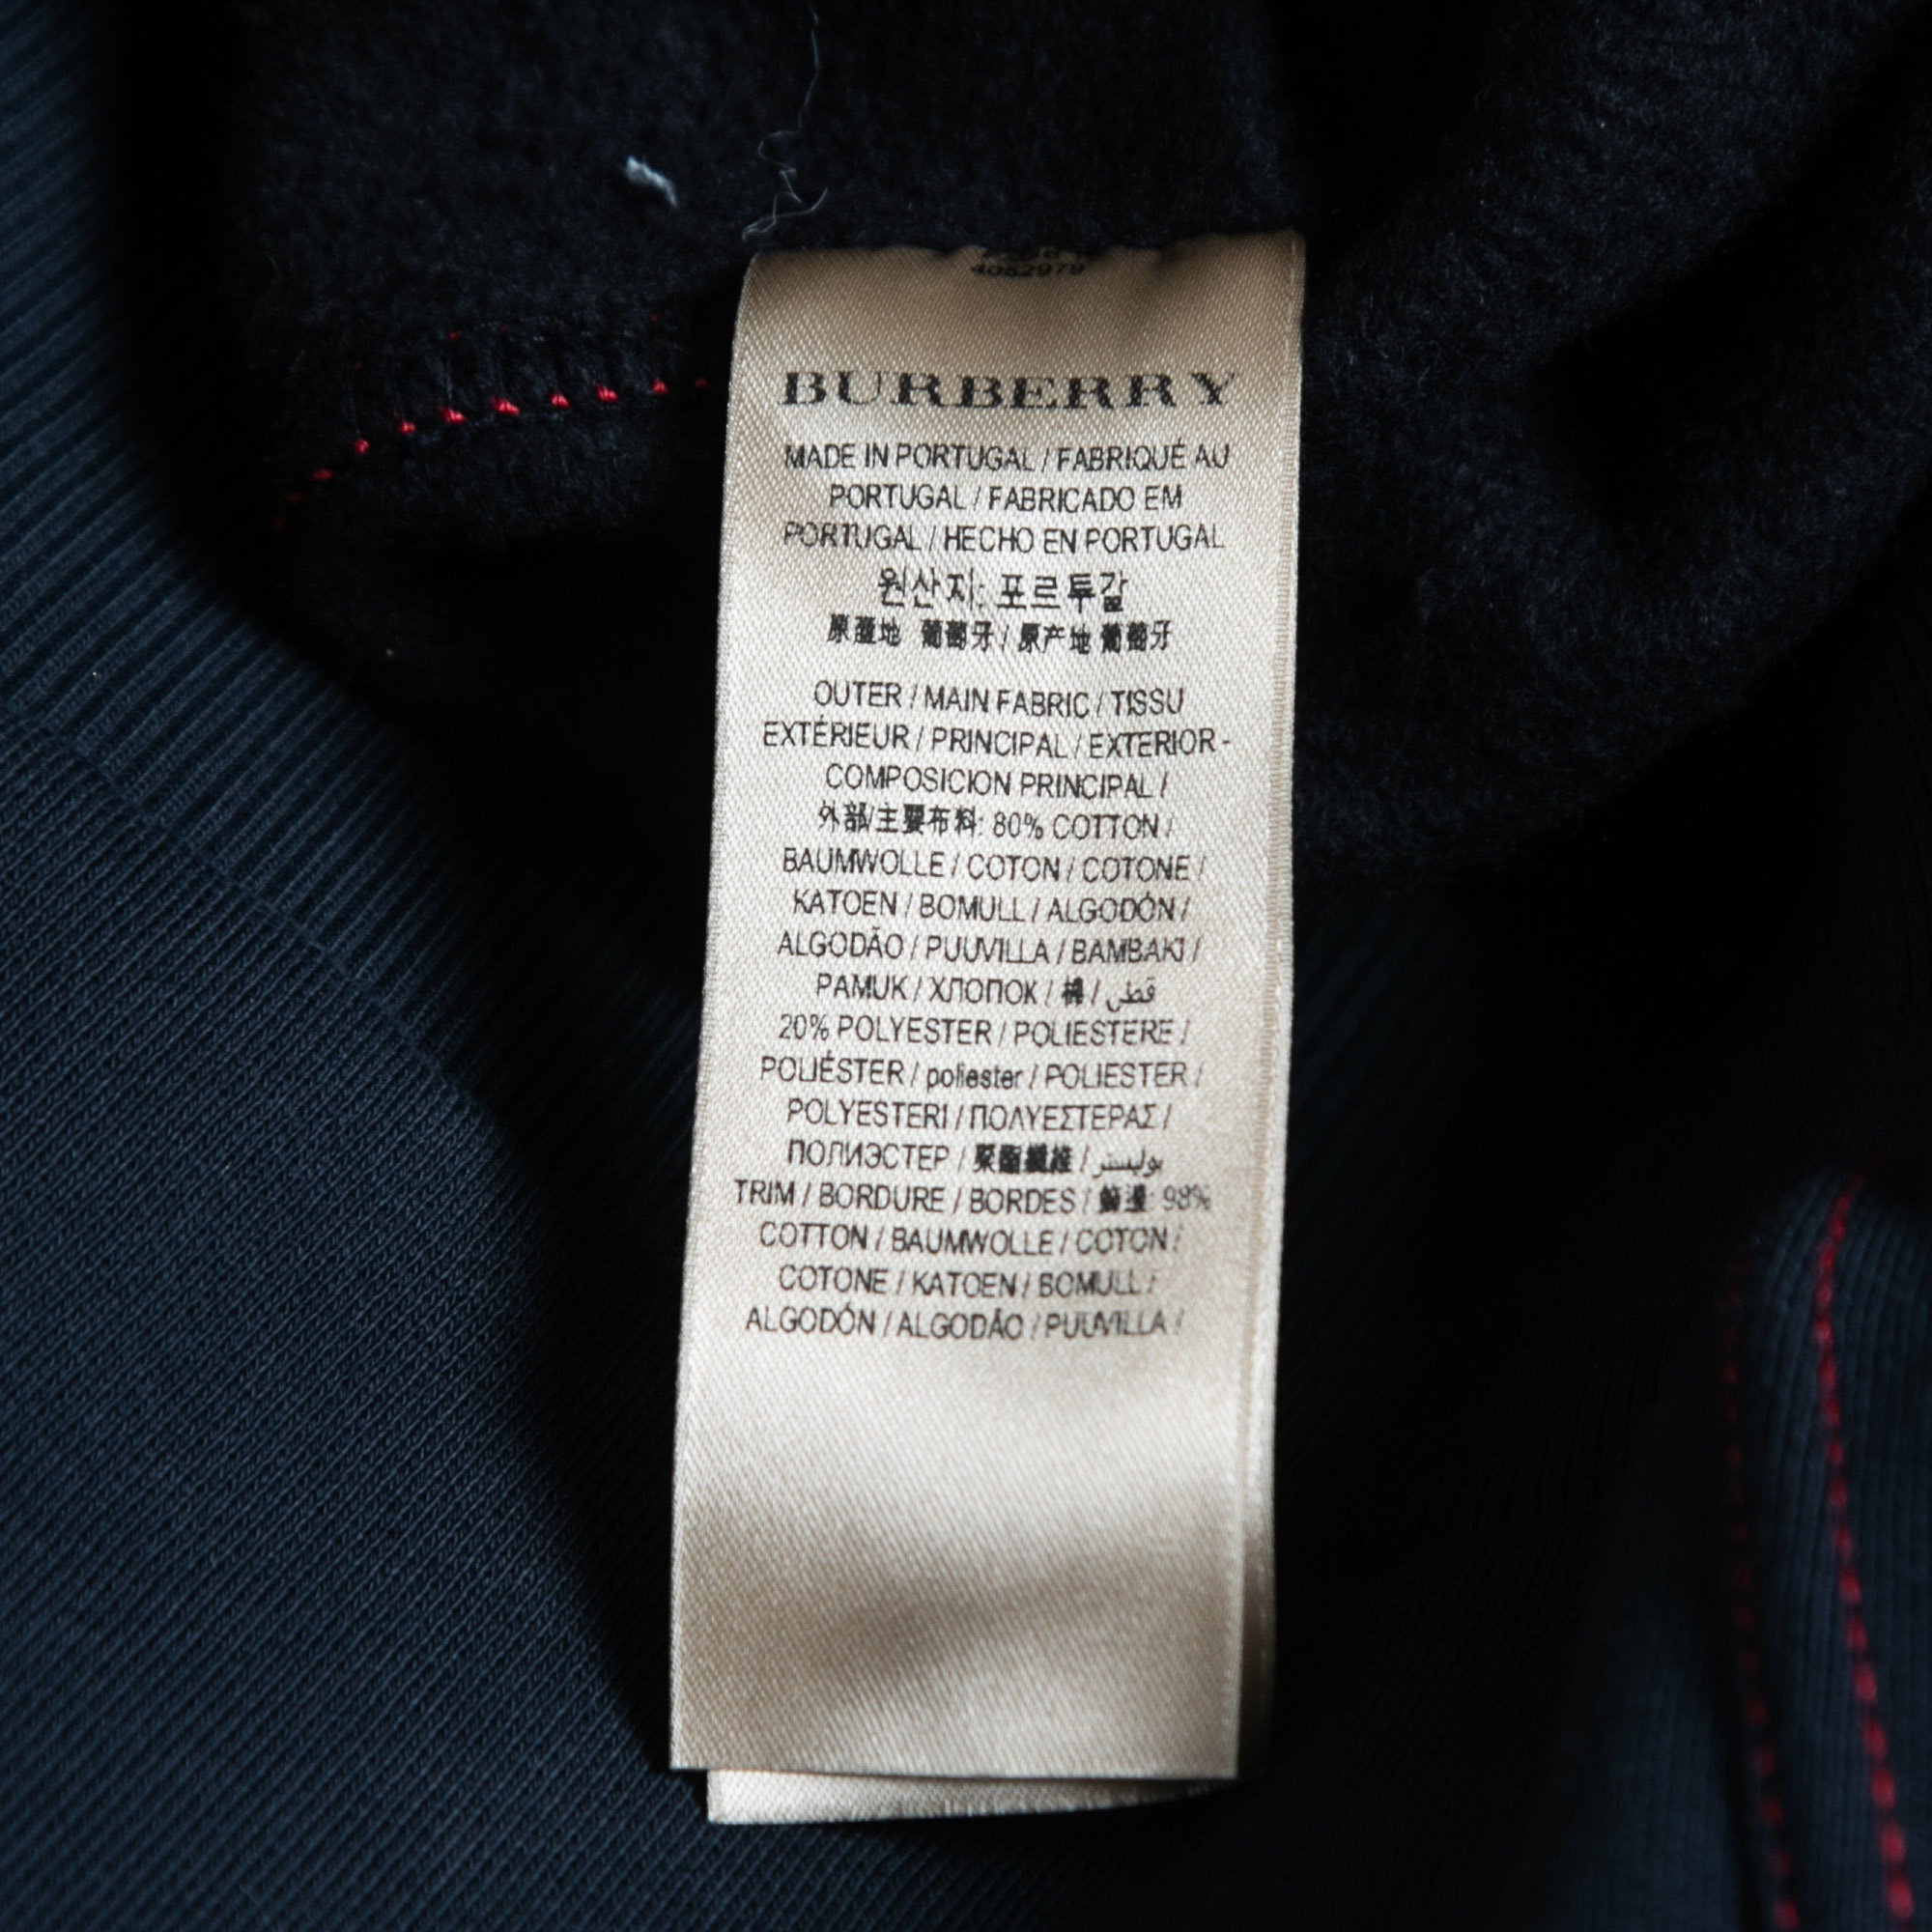 4082979
BURBERRY
MADE IN PORTUGAL / FABRIQUÉ AU
PORTUGAL / FABRICADO EM
PORTUGAL / HECHO EN PORTUGAL
원산지: 포르투갈
原產地 葡萄牙 / 原产地 葡萄牙
OUTER / MAIN FABRIC / TISSU
EXTÉRIEUR / PRINCIPAL / EXTERIOR -
COMPOSICION PRINCIPAL /
外部/主要布料: 80% COTTON /
BAUMWOLLE / COTON / COTONE /
KATOEN / BOMULL / ALGODÓN /
ALGODÃO / PUUVILLA / BAMBAKI /
PAMUK / ХЛОПОК / 棉 / قطن
20% POLYESTER / POLIESTERE /
POLIÉSTER / poliester / POLIESTER /
POLYESTERI / ΠΟΛΥΕΣΤΕΡΑΣ /
ПОЛИЭСТЕР / 聚酯纖維 / بوليستر
TRIM / BORDURE / BORDES / 飾邊: 98%
COTTON / BAUMWOLLE / COTON /
COTONE / KATOEN / BOMULL /
ALGODÓN / ALGODÃO / PUUVILLA /